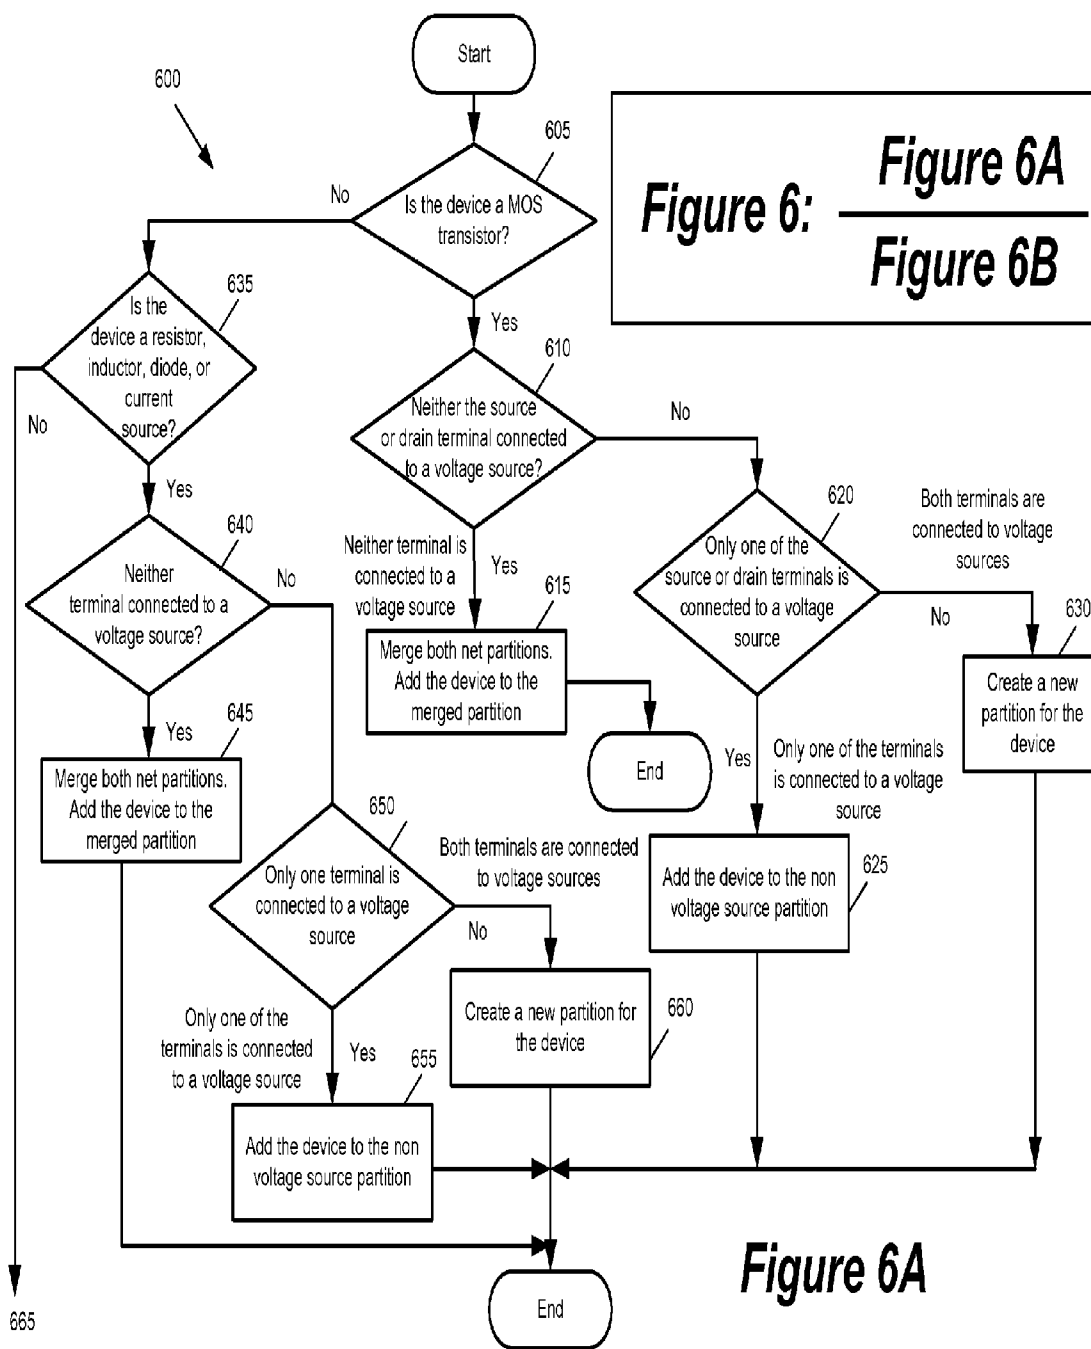 Start
600
605
No
Is the device a MOS
transistor?
Figure 6:
Figure 6A
Figure 6B
635
Is the
device a resistor,
inductor, diode, or
current
source?
No
Yes
Yes
610
Neither the source
or drain terminal connected
to a voltage source?
No
620
Only one of the
source or drain terminals is
connected to a voltage
source
Both terminals are
connected to voltage
sources
No
630
Create a new
partition for the
device
640
Neither
terminal connected to a
voltage source?
No
Neither terminal is
connected to a
voltage source
Yes
615
Merge both net partitions.
Add the device to the
merged partition
End
Yes
Only one of the terminals
is connected to a voltage
source
625
Add the device to the non
voltage source partition
Yes
645
Merge both net partitions.
Add the device to the
merged partition
650
Only one terminal is
connected to a voltage
source
Both terminals are connected
to voltage sources
No
660
Create a new partition for
the device
Only one of the
terminals is connected
to a voltage source
Yes
655
Add the device to the non
voltage source partition
End
665
Figure 6A